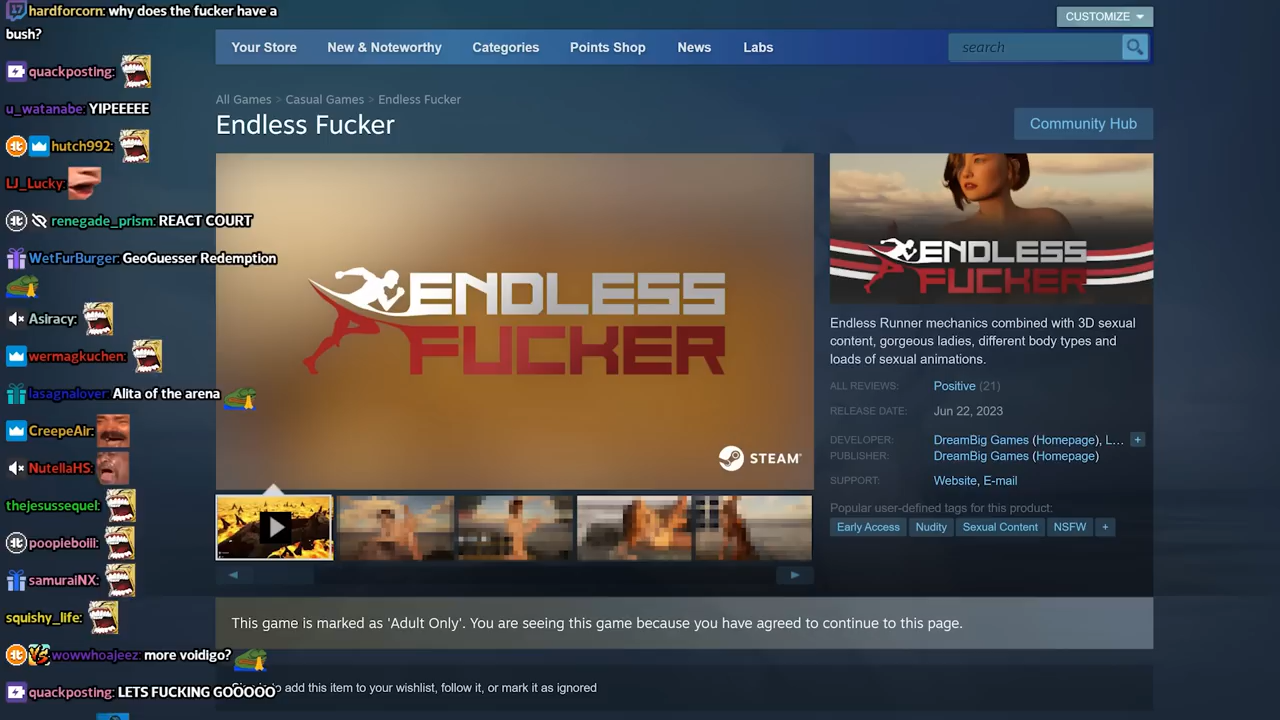 hardforcorn: why does the fucker have a
bush?
quackposting:
u_watanabe: YIPEEEEE
hutch992:
LJ_Lucky:
renegade_prism: REACT COURT
WetFurBurger: GeoGuesser Redemption
Asiracy:
wermagkuchen:
lasagnalover: Alita of the arena
CreepeAir:
NutellaHS:
thejesussequel:
poopieboiii:
samuraiNX:
squishy_life:
wowwhoajeez: more voidigo?
quackposting: LETS FUCKING GOOOOO
CUSTOMIZE
Your Store New & Noteworthy Categories Points Shop News Labs search
All Games > Casual Games > Endless Fucker
Endless Fucker
Community Hub
ENDLESS
FUCKER
STEAM
ENDLESS
FUCKER
Endless Runner mechanics combined with 3D sexual
content, gorgeous ladies, different body types and
loads of sexual animations.
ALL REVIEWS: Positive (21)
RELEASE DATE: Jun 22, 2023
DEVELOPER: DreamBig Games (Homepage), L... +
PUBLISHER: DreamBig Games (Homepage)
SUPPORT: Website, E-mail
Popular user-defined tags for this product:
Early Access Nudity Sexual Content NSFW +
This game is marked as 'Adult Only'. You are seeing this game because you have agreed to continue to this page.
to add this item to your wishlist, follow it, or mark it as ignored